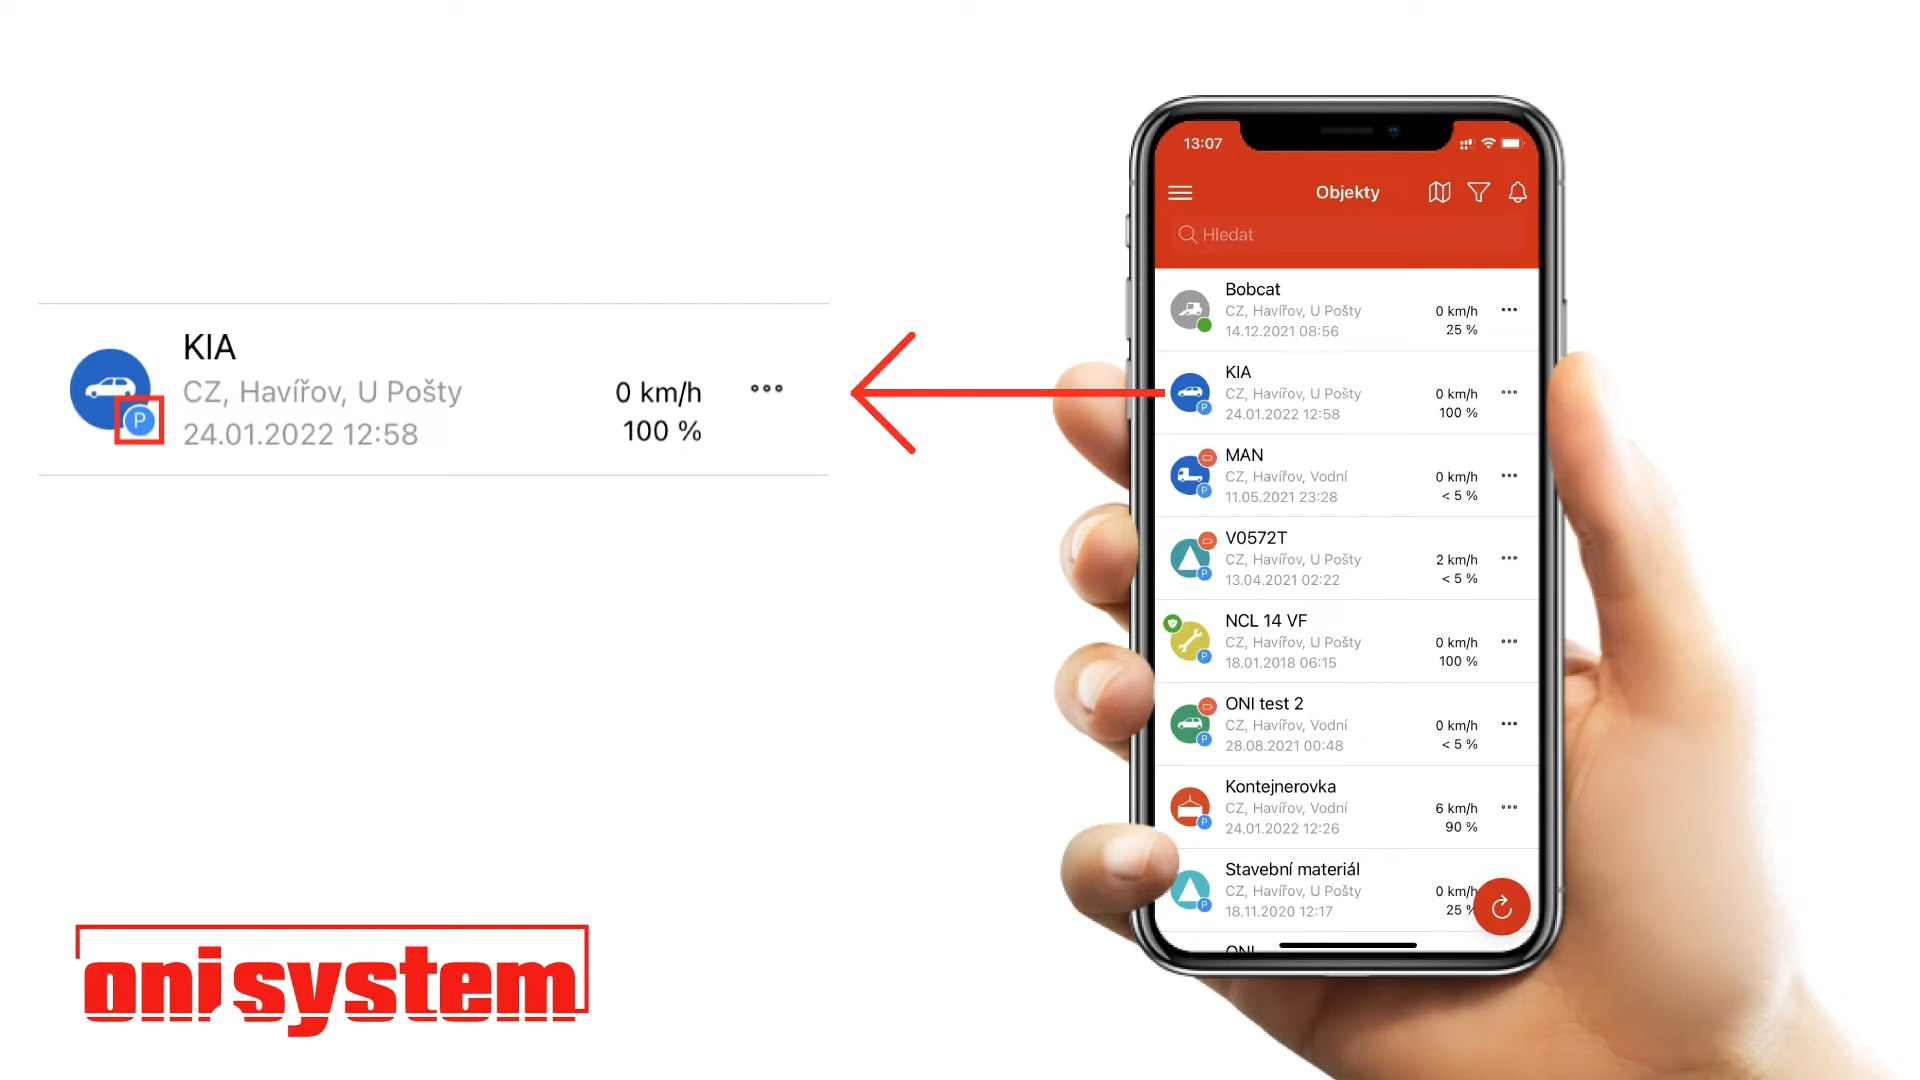 KIA
CZ, Havířov, U Pošty
24.01.2022 12:58
0 km/h
100 %
P
oni system
13:07
Objekty
Hledat
Bobcat
CZ, Havířov, U Pošty
14.12.2021 08:56
0 km/h
25 %
KIA
CZ, Havířov, U Pošty
24.01.2022 12:58
0 km/h
100 %
P
MAN
CZ, Havířov, Vodní
11.05.2021 23:28
0 km/h
< 5 %
P
V0572T
CZ, Havířov, U Pošty
13.04.2021 02:22
2 km/h
< 5 %
P
NCL 14 VF
CZ, Havířov, U Pošty
18.01.2018 06:15
0 km/h
100 %
P
ONI test 2
CZ, Havířov, Vodní
28.08.2021 00:48
0 km/h
< 5 %
P
Kontejnerovka
CZ, Havířov, Vodní
24.01.2022 12:26
6 km/h
90 %
P
Stavební materiál
CZ, Havířov, U Pošty
18.11.2020 12:17
0 km/h
25 %
P
ONI